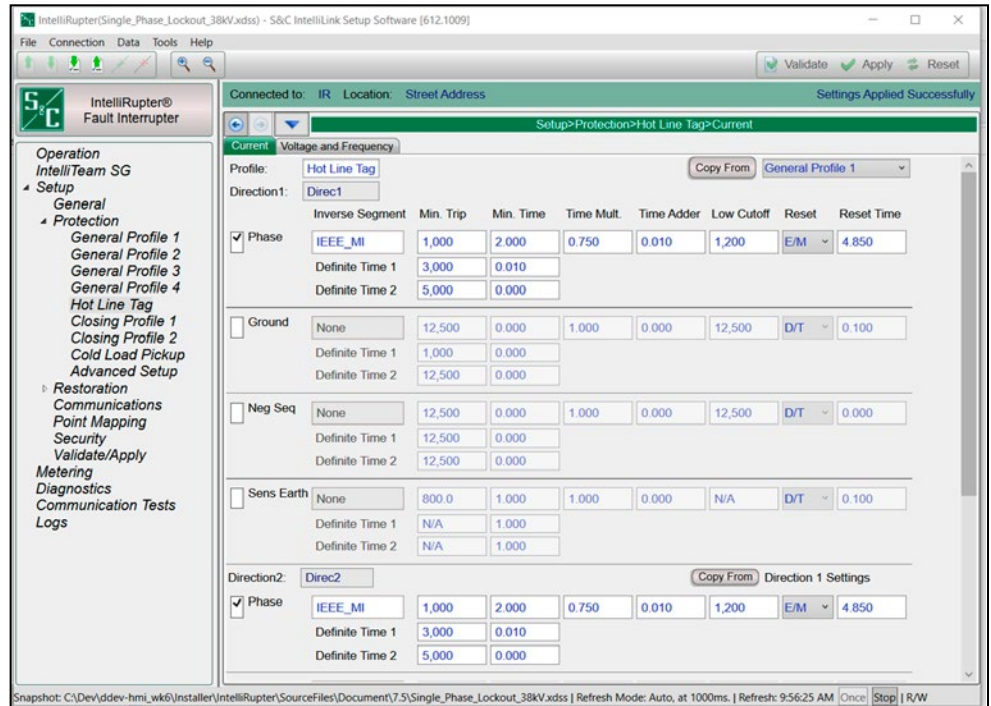 IntelliRupter(Single_Phase_Lockout_38kV.xdss) - S&C IntelliLink Setup Software [612.1009]
File Connection Data Tools Help
Validate Apply Reset
S&C IntelliRupter®
Fault Interrupter
Connected to: IR Location: Street Address Settings Applied Successfully
Setup>Protection>Hot Line Tag>Current
Operation
IntelliTeam SG
Setup
General
Protection
General Profile 1
General Profile 2
General Profile 3
General Profile 4
Hot Line Tag
Closing Profile 1
Closing Profile 2
Cold Load Pickup
Advanced Setup
Restoration
Communications
Point Mapping
Security
Validate/Apply
Metering
Diagnostics
Communication Tests
Logs
Current Voltage and Frequency
Profile: Hot Line Tag Copy From General Profile 1
Direction1: Direc1
Inverse Segment Min. Trip Min. Time Time Mult. Time Adder Low Cutoff Reset Reset Time
Phase IEEE_MI 1,000 2.000 0.750 0.010 1,200 E/M 4.850
Definite Time 1 3,000 0.010
Definite Time 2 5,000 0.000
Ground None 12,500 0.000 1.000 0.000 12,500 D/T 0.100
Definite Time 1 1,000 0.000
Definite Time 2 12,500 0.000
Neg Seq None 12,500 0.000 1.000 0.000 12,500 D/T 0.000
Definite Time 1 12,500 0.000
Definite Time 2 12,500 0.000
Sens Earth None 800.0 1.000 1.000 0.000 N/A D/T 0.100
Definite Time 1 N/A 1.000
Definite Time 2 N/A 1.000
Direction2: Direc2 Copy From Direction 1 Settings
Phase IEEE_MI 1,000 2.000 0.750 0.010 1,200 E/M 4.850
Definite Time 1 3,000 0.010
Definite Time 2 5,000 0.000
Snapshot: C:\Dev\ddev-hmi_wk6\Installer\IntelliRupter\SourceFiles\Document\7.5\Single_Phase_Lockout_38kV.xdss | Refresh Mode: Auto, at 1000ms. | Refresh: 9:56:25 AM Once Stop | R/W